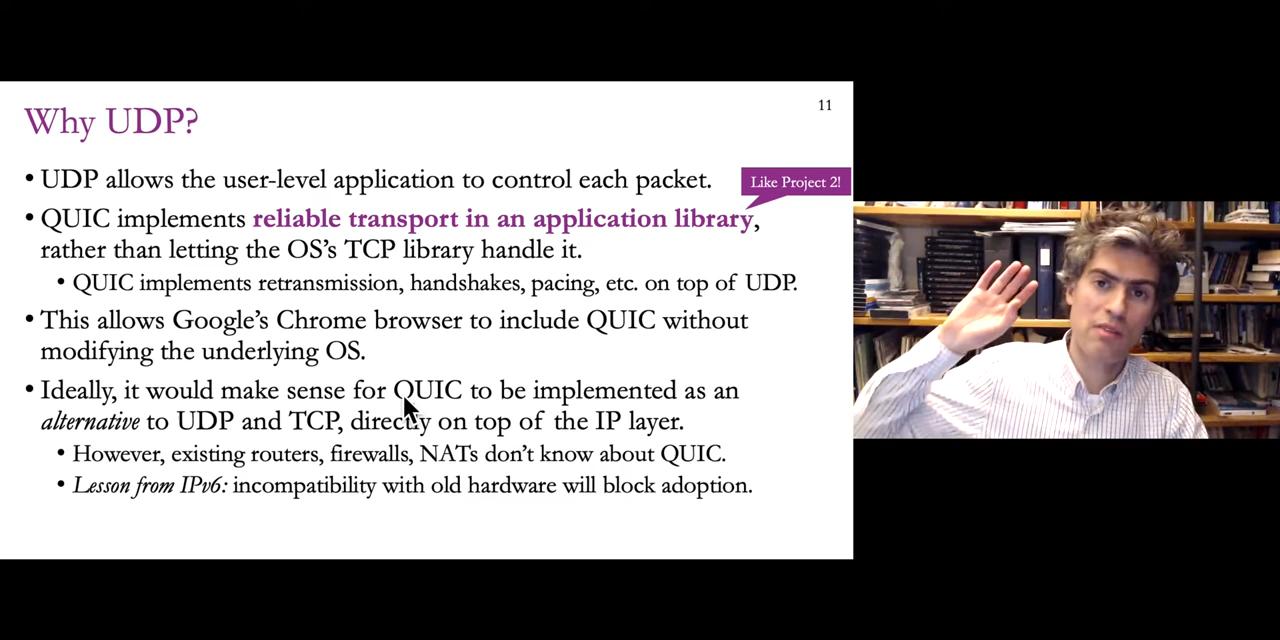 11
Why UDP?
• UDP allows the user-level application to control each packet.
Like Project 2!
• QUIC implements reliable transport in an application library,
rather than letting the OS's TCP library handle it.
• QUIC implements retransmission, handshakes, pacing, etc. on top of UDP.
• This allows Google's Chrome browser to include QUIC without
modifying the underlying OS.
• Ideally, it would make sense for QUIC to be implemented as an
alternative to UDP and TCP, directly on top of the IP layer.
• However, existing routers, firewalls, NATs don't know about QUIC.
• Lesson from IPv6: incompatibility with old hardware will block adoption.